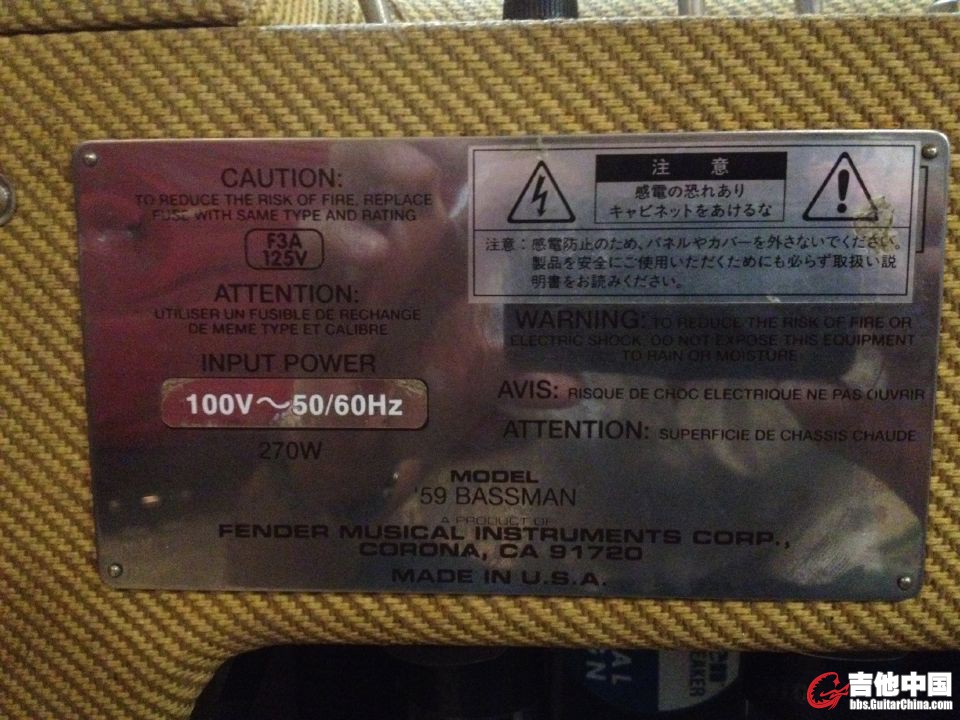 CAUTION:
TO REDUCE THE RISK OF FIRE, REPLACE
FUSE WITH SAME TYPE AND RATING
F3A
125V
ATTENTION:
UTILISER UN FUSIBLE DE RECHANGE
DE MEME TYPE ET CALIBRE
INPUT POWER
100V～50/60Hz
270W
注 意
感電の恐れあり
キャビネットをあけるな
注意：感電防止のため、パネルやカバーを外さないでください。
製品を安全にご使用いただくためにも必らず取扱い説
明書をお読みください。
WARNING: TO REDUCE THE RISK OF FIRE OR
ELECTRIC SHOCK, DO NOT EXPOSE THIS EQUIPMENT
TO RAIN OR MOISTURE
AVIS: RISQUE DE CHOC ELECTRIQUE NE PAS OUVRIR
ATTENTION: SUPERFICIE DE CHASSIS CHAUDE
MODEL
'59 BASSMAN
A PRODUCT OF
FENDER MUSICAL INSTRUMENTS CORP.,
CORONA, CA 91720
MADE IN U.S.A.
吉他中国
bbs.GuitarChina.com